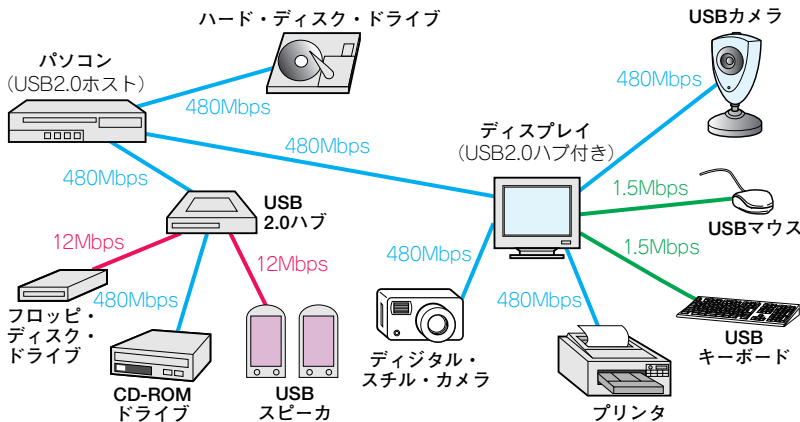 ハード・ディスク・ドライブ
USBカメラ
パソコン
(USB2.0ホスト)
480Mbps
480Mbps
480Mbps
ディスプレイ
(USB2.0ハブ付き)
480Mbps
USB
2.0ハブ
1.5Mbps
USBマウス
12Mbps
12Mbps
480Mbps
1.5Mbps
480Mbps
480Mbps
フロッピ・
ディスク・
ドライブ
CD-ROM
ドライブ
USB
スピーカ
ディジタル・
スチル・カメラ
プリンタ
USB
キーボード